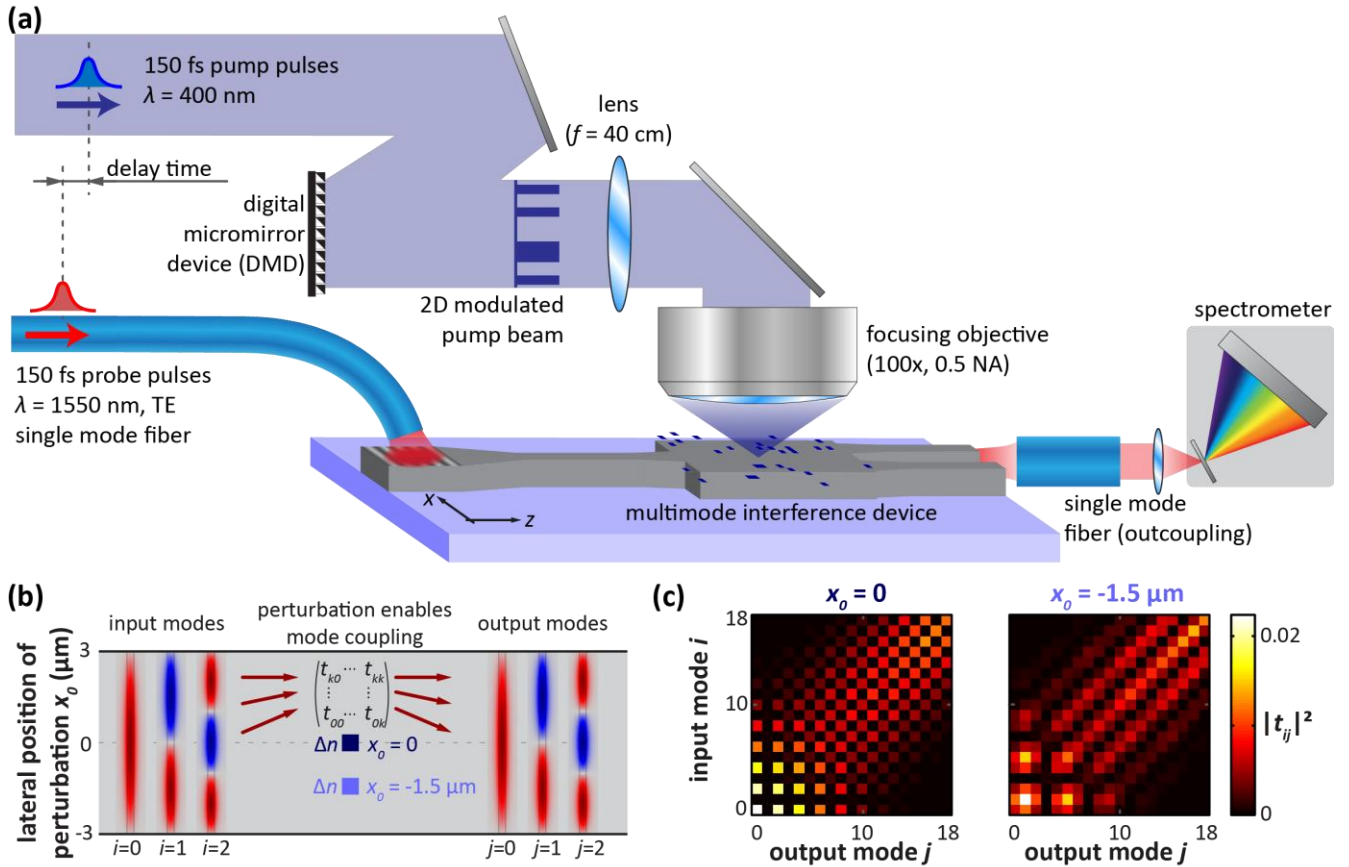 (a)
150 fs pump pulses
λ = 400 nm
delay time
digital
micromirror
device (DMD)
2D modulated
pump beam
lens
(f = 40 cm)
focusing objective
(100x, 0.5 NA)
spectrometer
150 fs probe pulses
λ = 1550 nm, TE
single mode fiber
x
z
multimode interference device
single mode
fiber (outcoupling)
(b)
lateral position of
perturbation x₀ (µm)
3
0
-3
input modes
perturbation enables
mode coupling
output modes
tₖ₀ ... tₖₖ
⋮ ⋮
t₀₀ ... t₀ₖ
Δn x₀ = 0
Δn x₀ = -1.5 µm
i=0 i=1 i=2
j=0 j=1 j=2
(c)
x₀ = 0
x₀ = -1.5 µm
input mode i
18
10
0
0 10 18
0 10 18
output mode j
output mode j
0.02
|tᵢⱼ|²
0